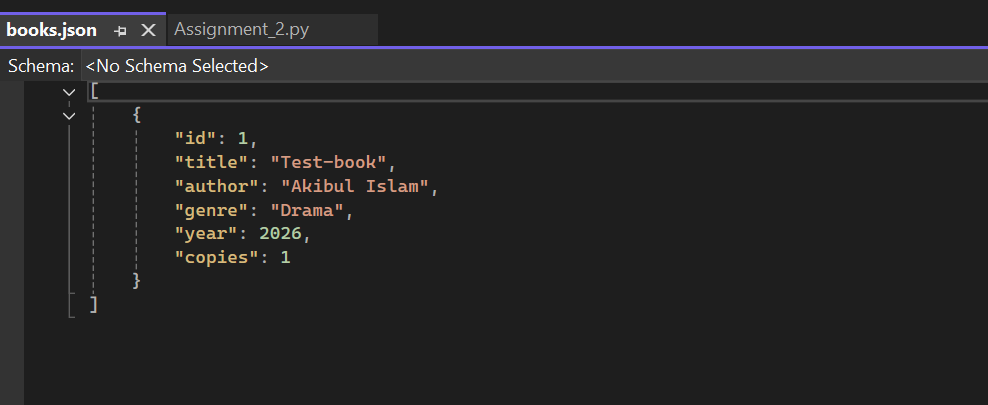 books.json Assignment_2.py
Schema: <No Schema Selected>
[
{
"id": 1,
"title": "Test-book",
"author": "Akibul Islam",
"genre": "Drama",
"year": 2026,
"copies": 1
}
]